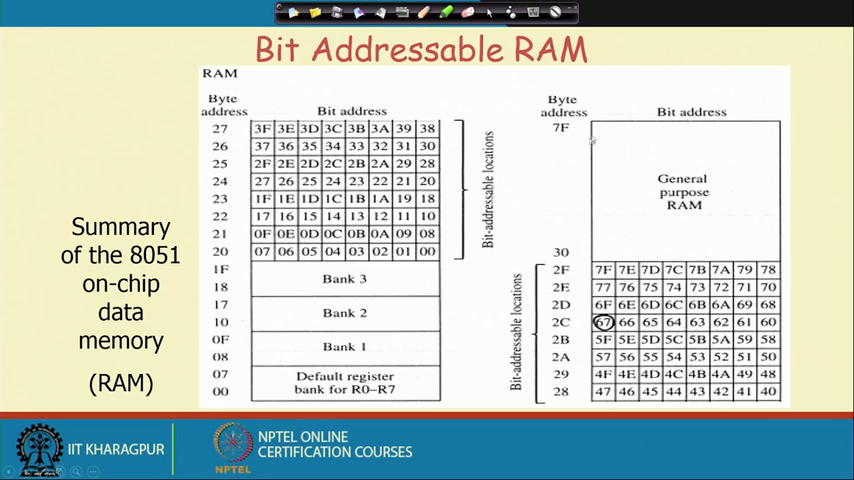 Bit Addressable RAM
RAM
Byte
address
Bit address
27 3F 3E 3D 3C 3B 3A 39 38
26 37 36 35 34 33 32 31 30
25 2F 2E 2D 2C 2B 2A 29 28
24 27 26 25 24 23 22 21 20
23 1F 1E 1D 1C 1B 1A 19 18
22 17 16 15 14 13 12 11 10
21 0F 0E 0D 0C 0B 0A 09 08
20 07 06 05 04 03 02 01 00
Bit-addressable locations
1F
18
Bank 3
17
10
Bank 2
0F
08
Bank 1
07
00
Default register
bank for R0–R7
Byte
address
Bit address
7F
General
purpose
RAM
30
2F 7F 7E 7D 7C 7B 7A 79 78
2E 77 76 75 74 73 72 71 70
2D 6F 6E 6D 6C 6B 6A 69 68
2C 67 66 65 64 63 62 61 60
2B 5F 5E 5D 5C 5B 5A 59 58
2A 57 56 55 54 53 52 51 50
29 4F 4E 4D 4C 4B 4A 49 48
28 47 46 45 44 43 42 41 40
Bit-addressable locations
Summary
of the 8051
on-chip
data
memory
(RAM)
IIT KHARAGPUR
NPTEL
NPTEL ONLINE
CERTIFICATION COURSES